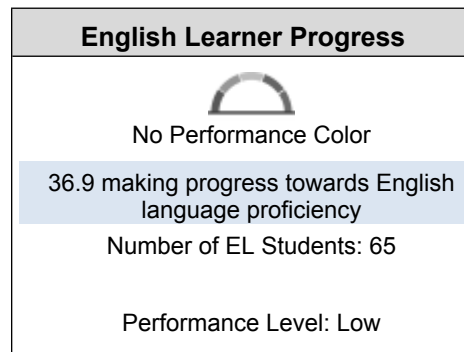 English Learner Progress
No Performance Color
36.9 making progress towards English
language proficiency
Number of EL Students: 65
Performance Level: Low